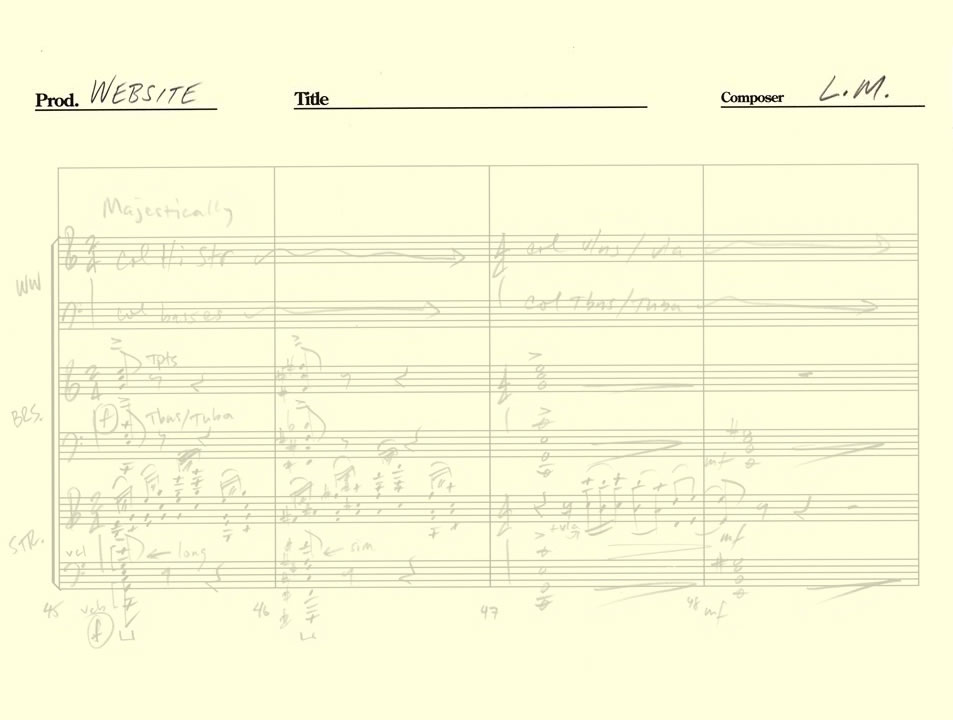 Prod. WEBSITE Title Composer L.M.
Majestically
WW
col Hi Str col vlns / vla
col basses col Tbns/Tuba
Tpts
BRS.
f Tbns/Tuba
mf
STR.
+vla
mf
vcl long sim
45 vcb 46 47 48 mf
f